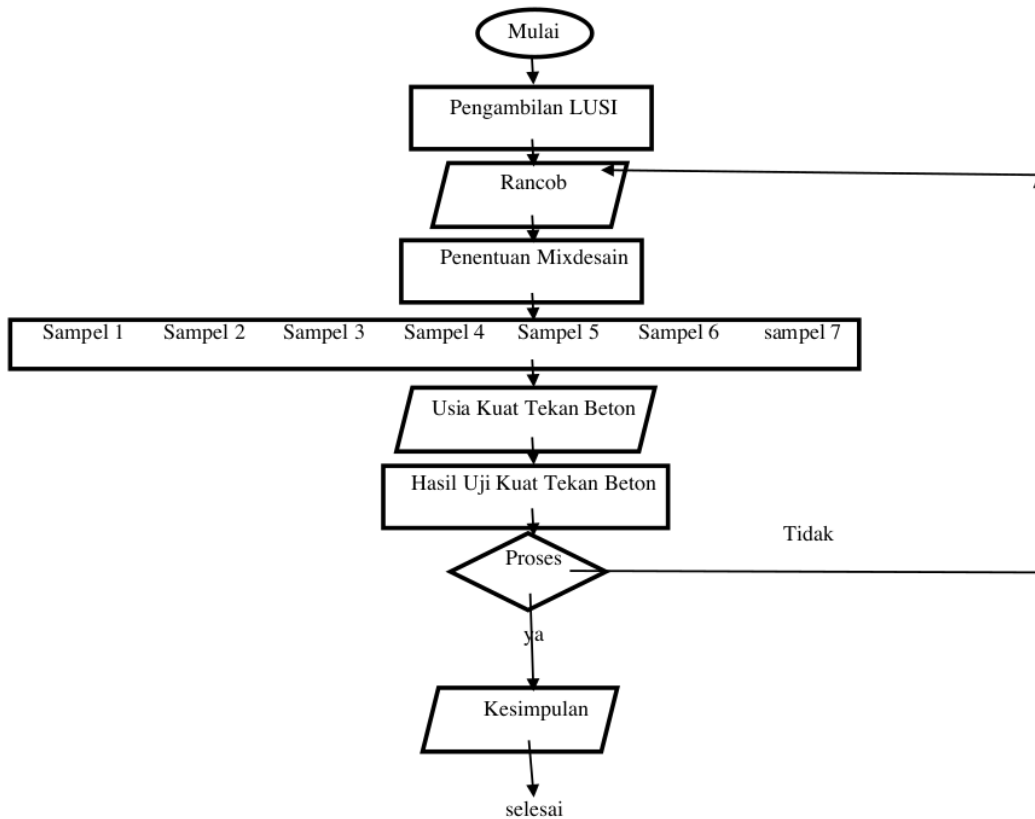 Mulai
Pengambilan LUSI
Rancob
Penentuan Mixdesain
Sampel 1 Sampel 2 Sampel 3 Sampel 4 Sampel 5 Sampel 6 sampel 7
Usia Kuat Tekan Beton
Hasil Uji Kuat Tekan Beton
Tidak
Proses
ya
Kesimpulan
selesai